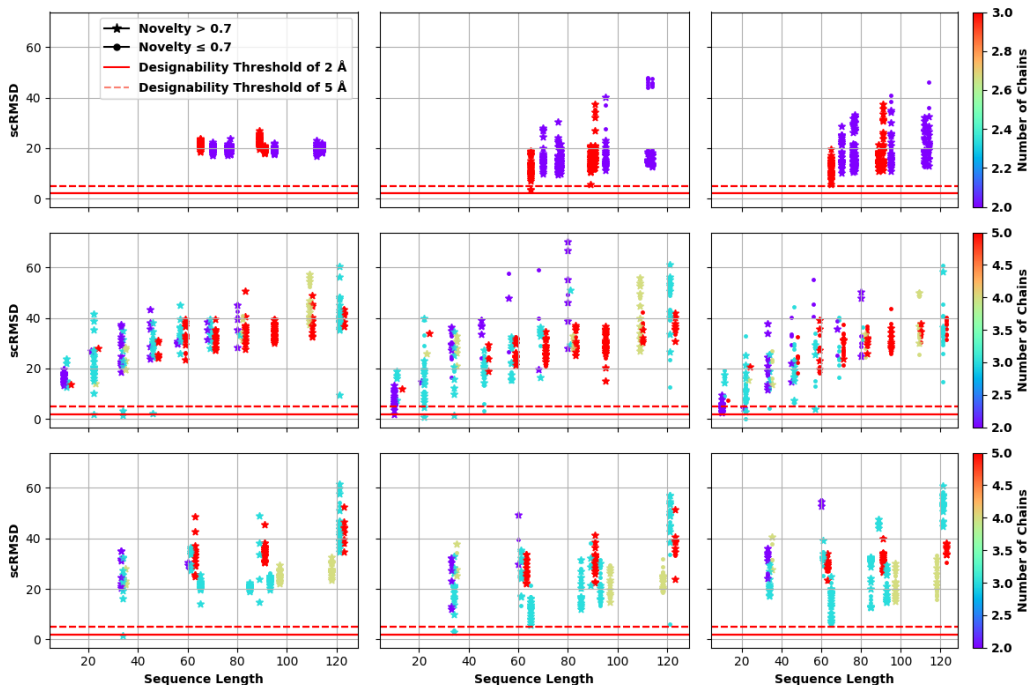 ★ Novelty > 0.7
● Novelty ≤ 0.7
Designability Threshold of 2 Å
Designability Threshold of 5 Å
scRMSD
60
40
20
0
3.0
2.8
2.6
2.4
2.2
2.0
Number of Chains
scRMSD
60
40
20
0
5.0
4.5
4.0
3.5
3.0
2.5
2.0
Number of Chains
scRMSD
60
40
20
0
5.0
4.5
4.0
3.5
3.0
2.5
2.0
Number of Chains
20 40 60 80 100 120
20 40 60 80 100 120
20 40 60 80 100 120
Sequence Length
Sequence Length
Sequence Length